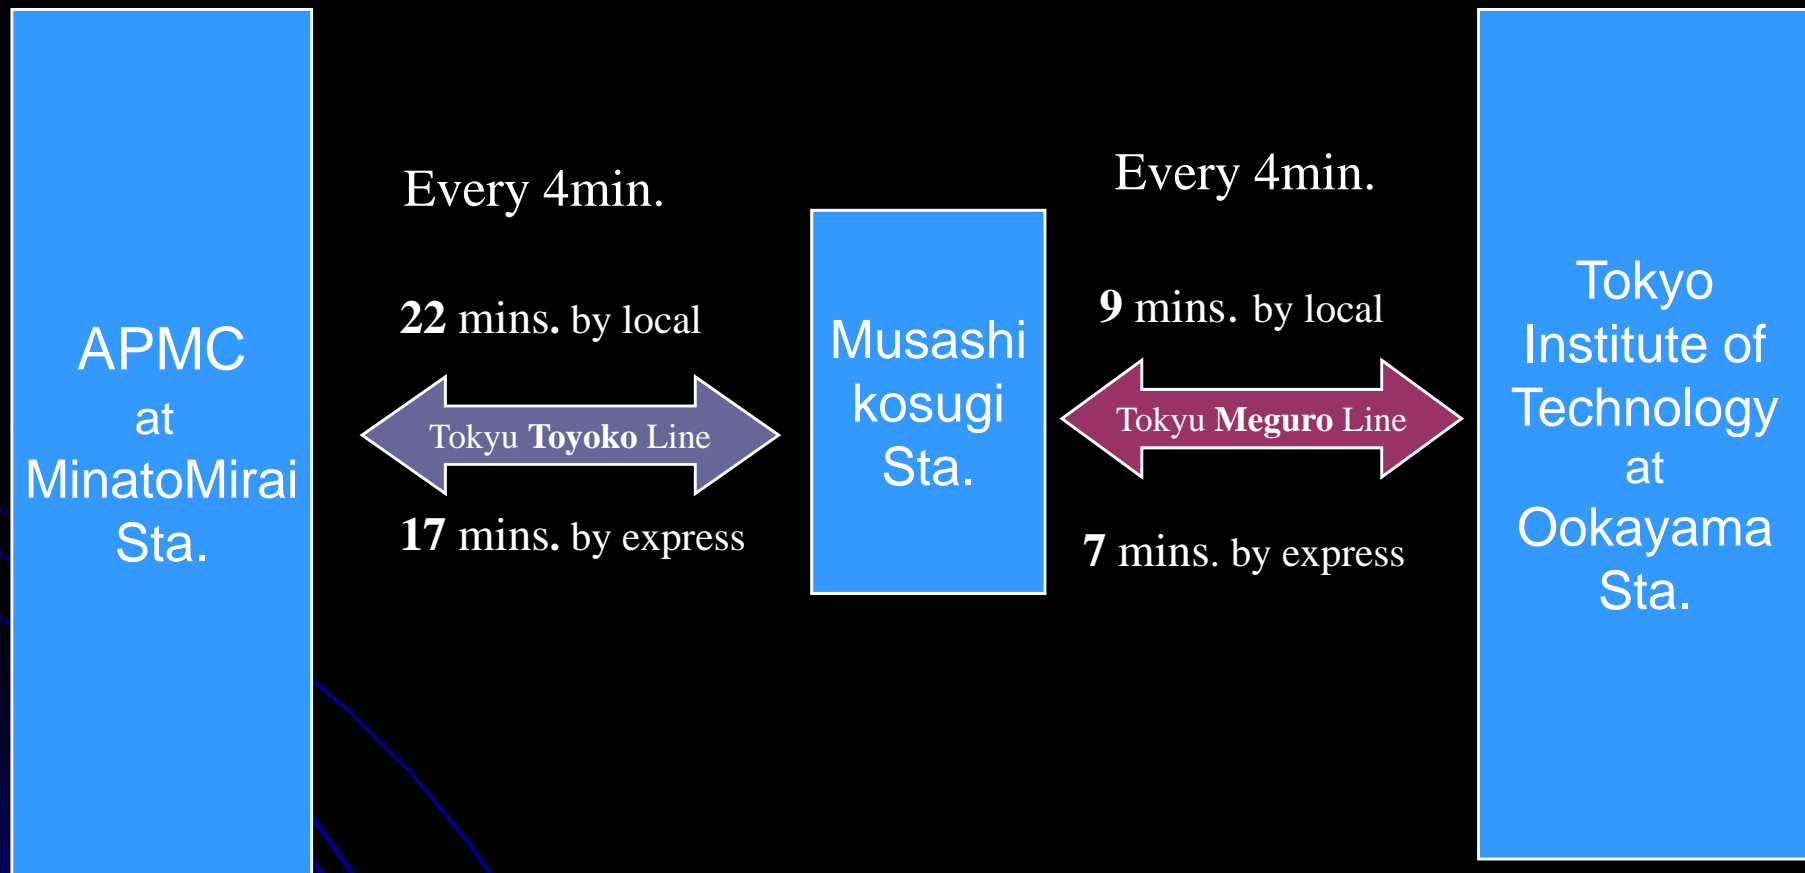 APMC
at
MinatoMirai
Sta.
Every 4min.
22 mins. by local
Tokyu Toyoko Line
17 mins. by express
Musashi
kosugi
Sta.
Every 4min.
9 mins. by local
Tokyu Meguro Line
7 mins. by express
Tokyo
Institute of
Technology
at
Ookayama
Sta.